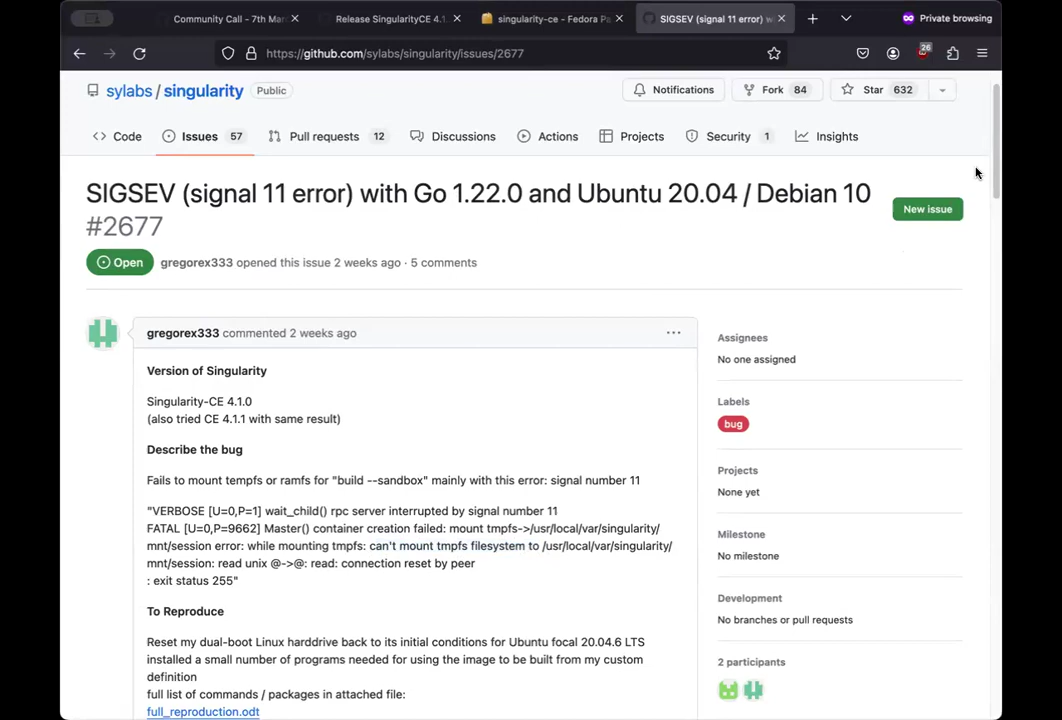 Community Call - 7th Mar
Release SingularityCE 4.1.
singularity-ce - Fedora Pa
SIGSEV (signal 11 error) w
Private browsing
https://github.com/sylabs/singularity/issues/2677
26
sylabs / singularity
Public
Notifications
Fork 84
Star 632
Code
Issues 57
Pull requests 12
Discussions
Actions
Projects
Security 1
Insights
SIGSEV (signal 11 error) with Go 1.22.0 and Ubuntu 20.04 / Debian 10
#2677
New issue
Open
gregorex333 opened this issue 2 weeks ago · 5 comments
gregorex333 commented 2 weeks ago
Version of Singularity
Singularity-CE 4.1.0
(also tried CE 4.1.1 with same result)
Describe the bug
Fails to mount tempfs or ramfs for "build --sandbox" mainly with this error: signal number 11
"VERBOSE [U=0,P=1] wait_child() rpc server interrupted by signal number 11
FATAL [U=0,P=9662] Master() container creation failed: mount tmpfs->/usr/local/var/singularity/
mnt/session error: while mounting tmpfs: can't mount tmpfs filesystem to /usr/local/var/singularity/
mnt/session: read unix @->@: read: connection reset by peer
: exit status 255"
To Reproduce
Reset my dual-boot Linux harddrive back to its initial conditions for Ubuntu focal 20.04.6 LTS
installed a small number of programs needed for using the image to be built from my custom
definition
full list of commands / packages in attached file:
full_reproduction.odt
Assignees
No one assigned
Labels
bug
Projects
None yet
Milestone
No milestone
Development
No branches or pull requests
2 participants